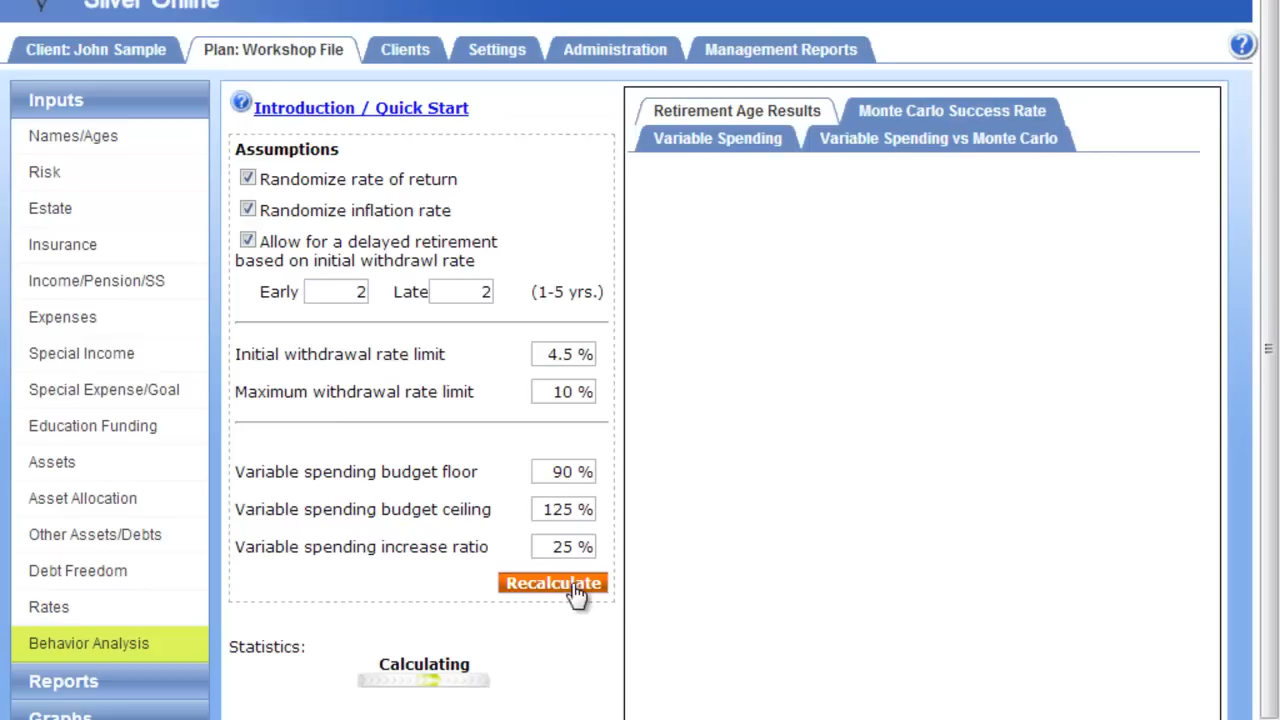 Silver Online
Client: John Sample
Plan: Workshop File
Clients
Settings
Administration
Management Reports
Inputs
Names/Ages
Risk
Estate
Insurance
Income/Pension/SS
Expenses
Special Income
Special Expense/Goal
Education Funding
Assets
Asset Allocation
Other Assets/Debts
Debt Freedom
Rates
Behavior Analysis
Reports
Graphs
Introduction / Quick Start
Assumptions
Randomize rate of return
Randomize inflation rate
Allow for a delayed retirement
based on initial withdrawl rate
Early 2 Late 2 (1-5 yrs.)
Initial withdrawal rate limit 4.5 %
Maximum withdrawal rate limit 10 %
Variable spending budget floor 90 %
Variable spending budget ceiling 125 %
Variable spending increase ratio 25 %
Recalculate
Statistics:
Calculating
Retirement Age Results
Monte Carlo Success Rate
Variable Spending
Variable Spending vs Monte Carlo